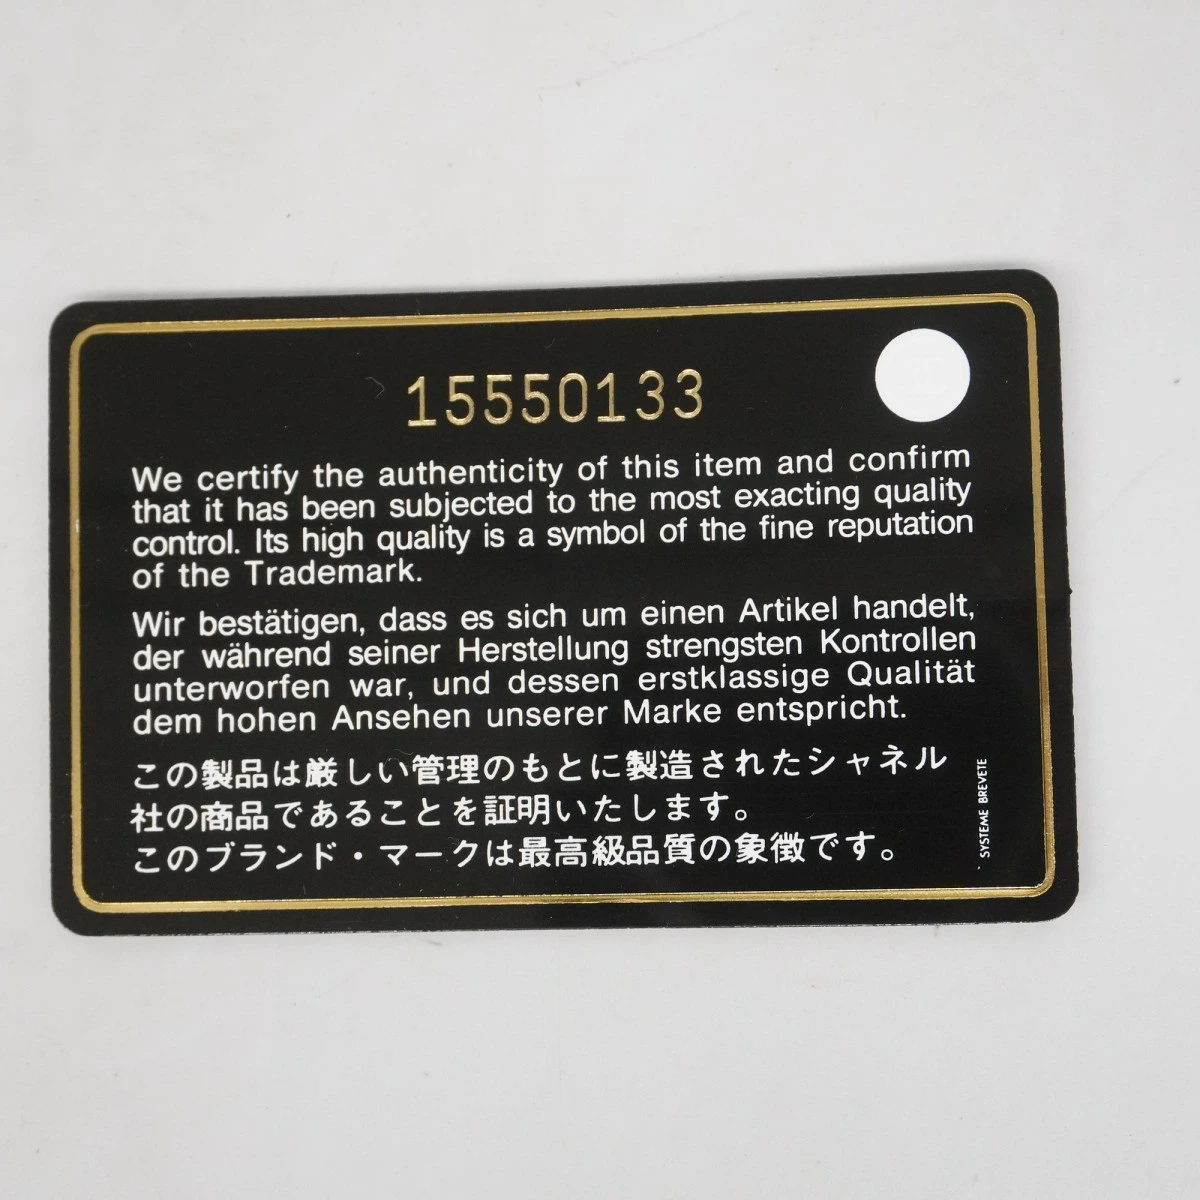 15550133
We certify the authenticity of this item and confirm
that it has been subjected to the most exacting quality
control. Its high quality is a symbol of the fine reputation
of the Trademark.
Wir bestätigen, dass es sich um einen Artikel handelt,
der während seiner Herstellung strengsten Kontrollen
unterworfen war, und dessen erstklassige Qualität
dem hohen Ansehen unserer Marke entspricht.
この製品は厳しい管理のもとに製造されたシャネル
社の商品であることを証明いたします。
このブランド・マークは最高級品質の象徴です。
SYSTEME BREVETE